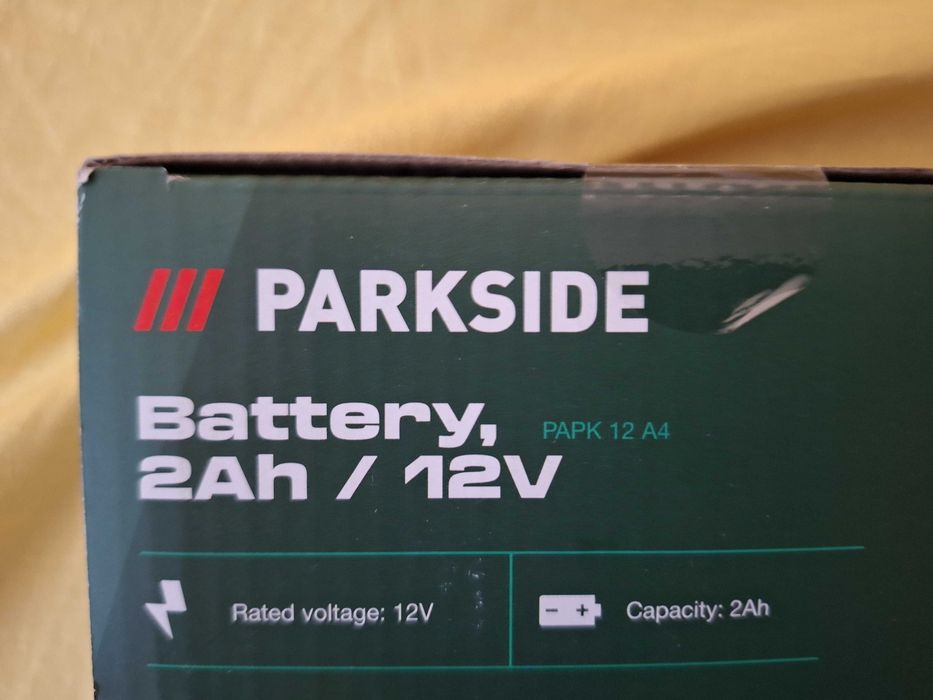 PARKSIDE
Battery, PAPK 12 A4
2Ah / 12V
Rated voltage: 12V
Capacity: 2Ah